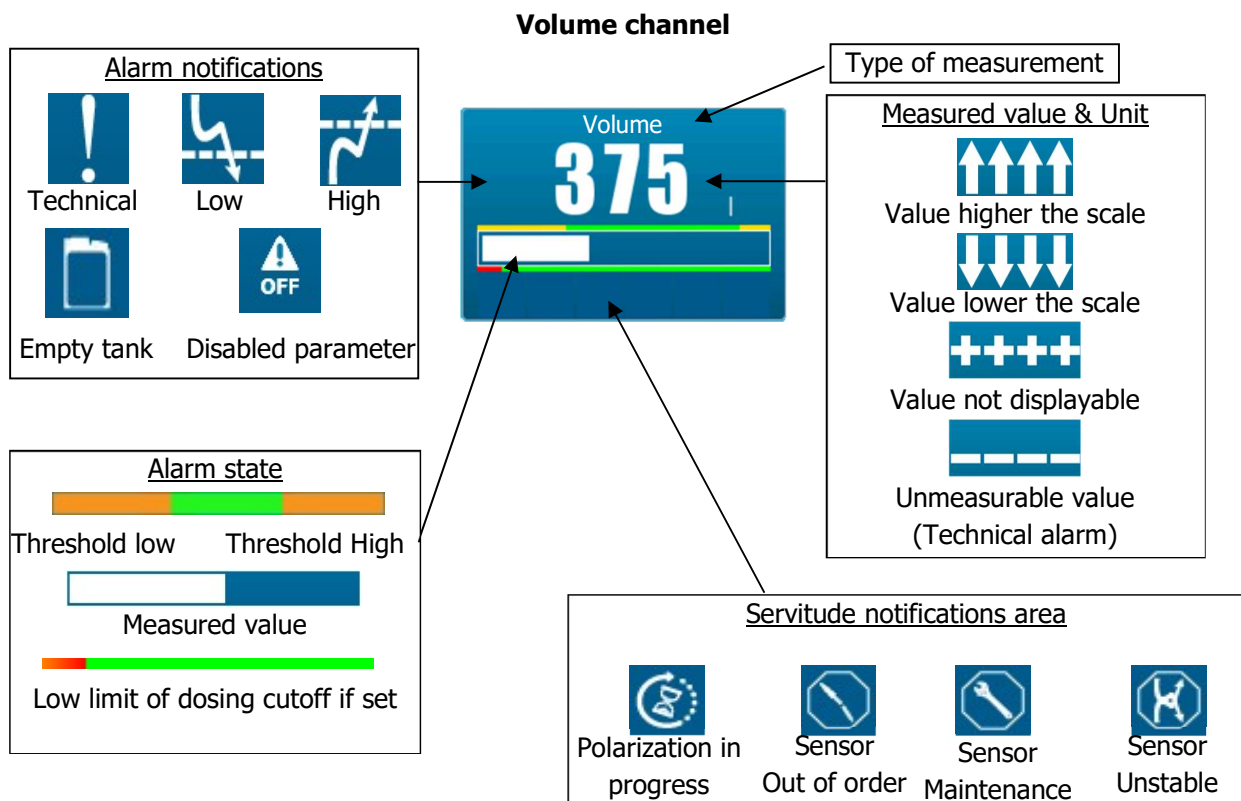 Volume channel
Alarm notifications
Technical
Low
High
OFF
Empty tank
Disabled parameter
Type of measurement
Volume
375
l
Measured value & Unit
Value higher the scale
Value lower the scale
Value not displayable
Unmeasurable value
(Technical alarm)
Alarm state
Threshold low
Threshold High
Measured value
Low limit of dosing cutoff if set
Servitude notifications area
Polarization in
progress
Sensor
Out of order
Sensor
Maintenance
Sensor
Unstable